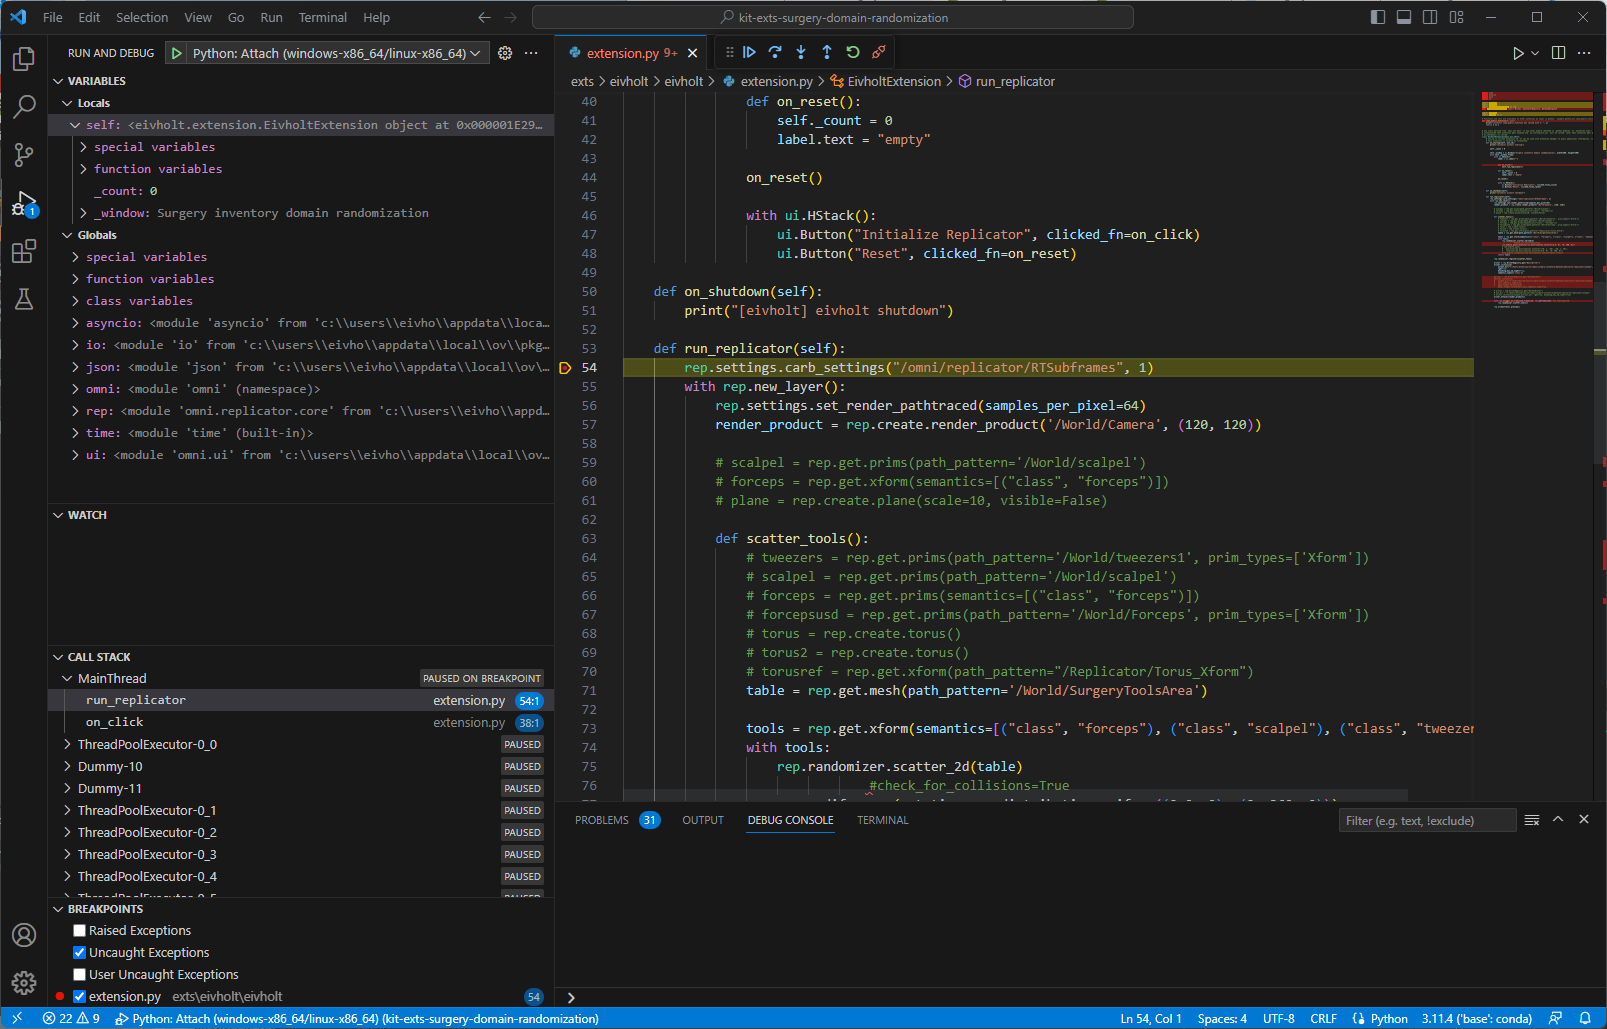 File Edit Selection View Go Run Terminal Help
kit-exts-surgery-domain-randomization
RUN AND DEBUG Python: Attach (windows-x86_64/linux-x86_64)
VARIABLES
Locals
self: <eivholt.extension.EivholtExtension object at 0x000001E29…
special variables
function variables
_count: 0
_window: Surgery inventory domain randomization
Globals
special variables
function variables
class variables
asyncio: <module 'asyncio' from 'c:\\users\\eivho\\appdata\\loca…
io: <module 'io' from 'c:\\users\\eivho\\appdata\\local\\ov\\pkg…
json: <module 'json' from 'c:\\users\\eivho\\appdata\\local\\ov\…
omni: <module 'omni' (namespace)>
rep: <module 'omni.replicator.core' from 'c:\\users\\eivho\\appd…
time: <module 'time' (built-in)>
ui: <module 'omni.ui' from 'c:\\users\\eivho\\appdata\\local\\ov…
WATCH
CALL STACK
MainThread PAUSED ON BREAKPOINT
run_replicator extension.py 54:1
on_click extension.py 38:1
ThreadPoolExecutor-0_0 PAUSED
Dummy-10 PAUSED
Dummy-11 PAUSED
ThreadPoolExecutor-0_1 PAUSED
ThreadPoolExecutor-0_2 PAUSED
ThreadPoolExecutor-0_3 PAUSED
ThreadPoolExecutor-0_4 PAUSED
ThreadPoolExecutor-0_5 PAUSED
BREAKPOINTS
Raised Exceptions
Uncaught Exceptions
User Uncaught Exceptions
extension.py exts\eivholt\eivholt 54
1
extension.py 9+
exts > eivholt > eivholt > extension.py > EivholtExtension > run_replicator
40 def on_reset():
41 self._count = 0
42 label.text = "empty"
43
44 on_reset()
45
46 with ui.HStack():
47 ui.Button("Initialize Replicator", clicked_fn=on_click)
48 ui.Button("Reset", clicked_fn=on_reset)
49
50 def on_shutdown(self):
51 print("[eivholt] eivholt shutdown")
52
53 def run_replicator(self):
54 rep.settings.carb_settings("/omni/replicator/RTSubframes", 1)
55 with rep.new_layer():
56 rep.settings.set_render_pathtraced(samples_per_pixel=64)
57 render_product = rep.create.render_product('/World/Camera', (120, 120))
58
59 # scalpel = rep.get.prims(path_pattern='/World/scalpel')
60 # forceps = rep.get.xform(semantics=[("class", "forceps")])
61 # plane = rep.create.plane(scale=10, visible=False)
62
63 def scatter_tools():
64 # tweezers = rep.get.prims(path_pattern='/World/tweezers1', prim_types=['Xform'])
65 # scalpel = rep.get.prims(path_pattern='/World/scalpel')
66 # forceps = rep.get.prims(semantics=[("class", "forceps")])
67 # forcepsusd = rep.get.prims(path_pattern='/World/Forceps', prim_types=['Xform'])
68 # torus = rep.create.torus()
69 # torus2 = rep.create.torus()
70 # torusref = rep.get.xform(path_pattern="/Replicator/Torus_Xform")
71 table = rep.get.mesh(path_pattern='/World/SurgeryToolsArea')
72
73 tools = rep.get.xform(semantics=[("class", "forceps"), ("class", "scalpel"), ("class", "tweezer
74 with tools:
75 rep.randomizer.scatter_2d(table)
76 #check_for_collisions=True
PROBLEMS 31 OUTPUT DEBUG CONSOLE TERMINAL Filter (e.g. text, !exclude)
22 9 Python: Attach (windows-x86_64/linux-x86_64) (kit-exts-surgery-domain-randomization) Ln 54, Col 1 Spaces: 4 UTF-8 CRLF Python 3.11.4 ('base': conda)